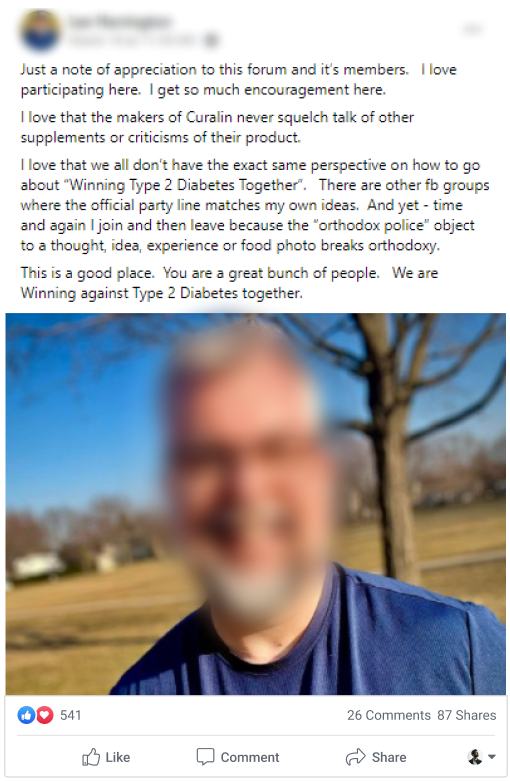 Just a note of appreciation to this forum and it's members.   I love
participating here.  I get so much encouragement here.
I love that the makers of Curalin never squelch talk of other
supplements or criticisms of their product.
I love that we all don't have the exact same perspective on how to go
about "Winning Type 2 Diabetes Together".   There are other fb groups
where the official party line matches my own ideas.  And yet - time
and again I join and then leave because the "orthodox police" object
to a thought, idea, experience or food photo breaks orthodoxy.
This is a good place.  You are a great bunch of people.   We are
Winning against Type 2 Diabetes together.
541 26 Comments 87 Shares
Like Comment Share